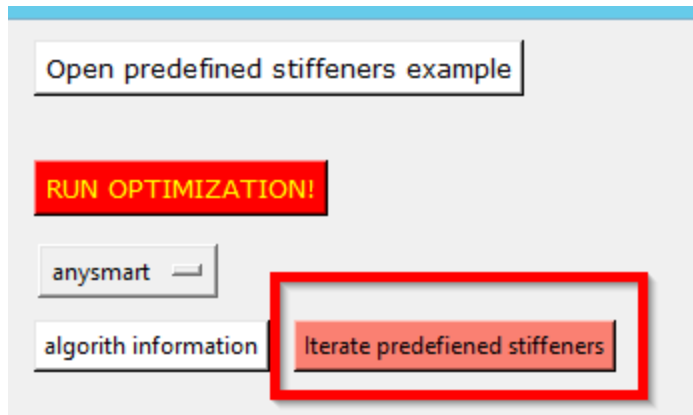 Open predefined stiffeners example
RUN OPTIMIZATION!
anysmart
algorith information
Iterate predefiened stiffeners